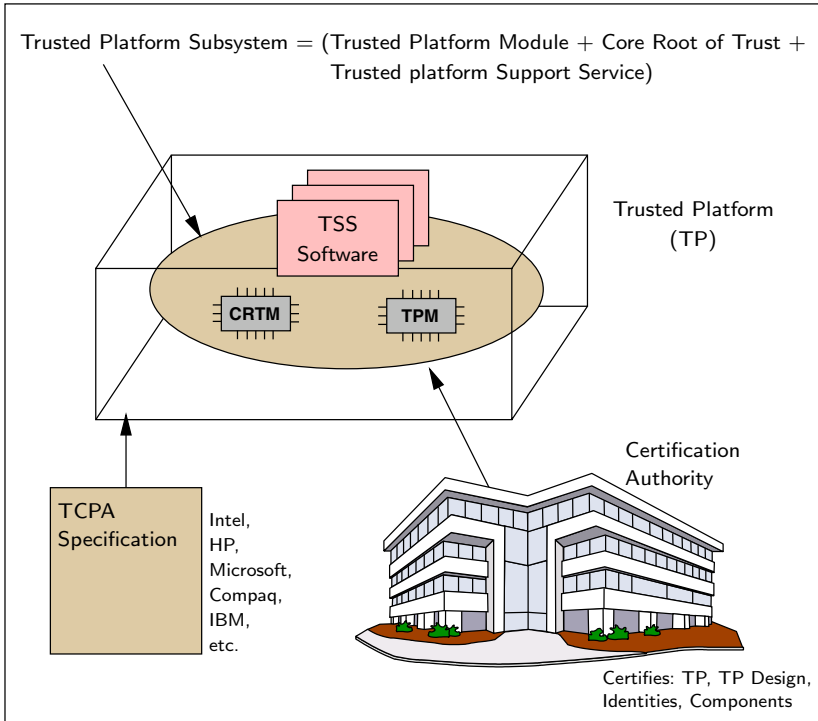 Trusted Platform Subsystem = (Trusted Platform Module + Core Root of Trust +
Trusted platform Support Service)
Trusted Platform
(TP)
TSS
Software
CRTM
TPM
Certification
Authority
TCPA
Specification
Intel,
HP,
Microsoft,
Compaq,
IBM,
etc.
Certifies: TP, TP Design,
Identities, Components